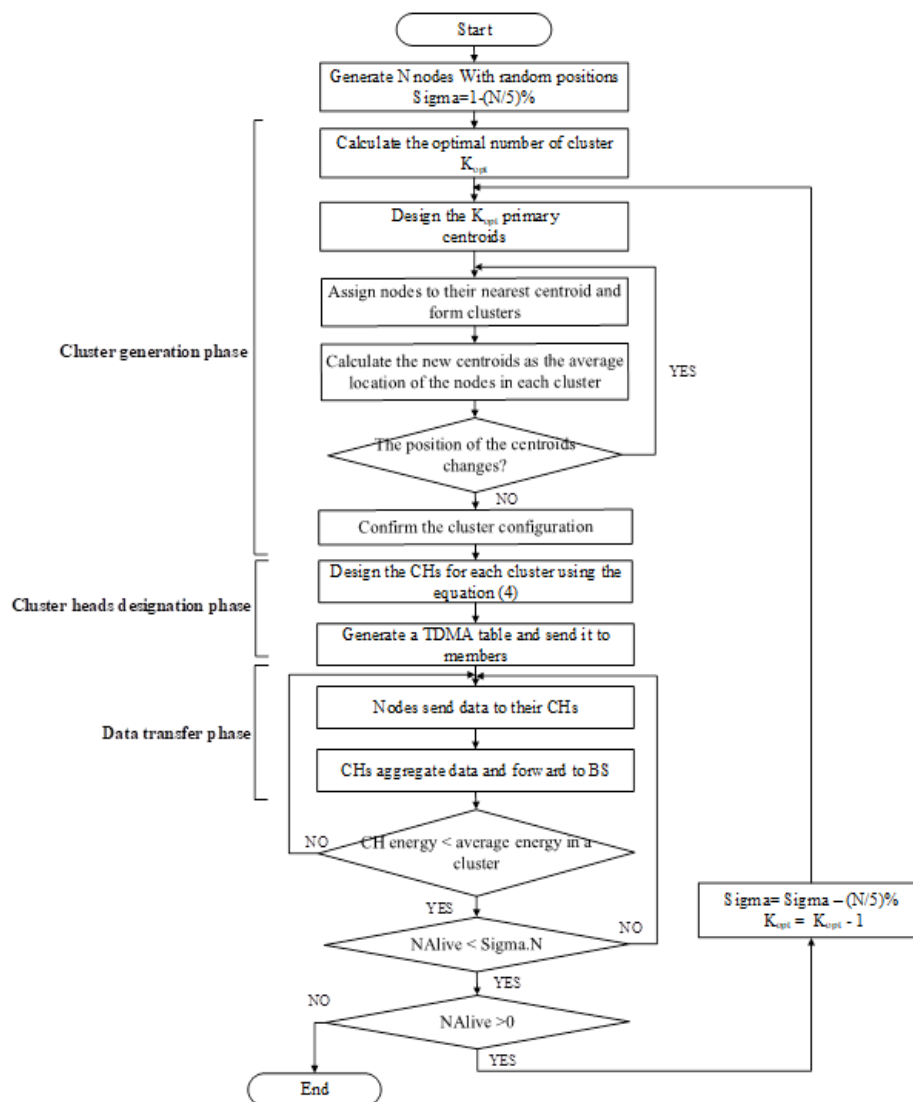 Start
Generate N nodes With random positions
Sigma=1-(N/5)%
Calculate the optimal number of cluster
Kopt
Design the Kopt primary
centroids
Assign nodes to their nearest centroid and
form clusters
Cluster generation phase
Calculate the new centroids as the average
location of the nodes in each cluster
YES
The position of the centroids
changes?
NO
Confirm the cluster configuration
Design the CHs for each cluster using the
equation (4)
Cluster heads designation phase
Generate a TDMA table and send it to
members
Nodes send data to their CHs
Data transfer phase
CHs aggregate data and forward to BS
NO
CH energy < average energy in a
cluster
YES
Sigma= Sigma – (N/5)%
Kopt = Kopt - 1
NAlive < Sigma.N
NO
YES
NO
NAlive >0
YES
End